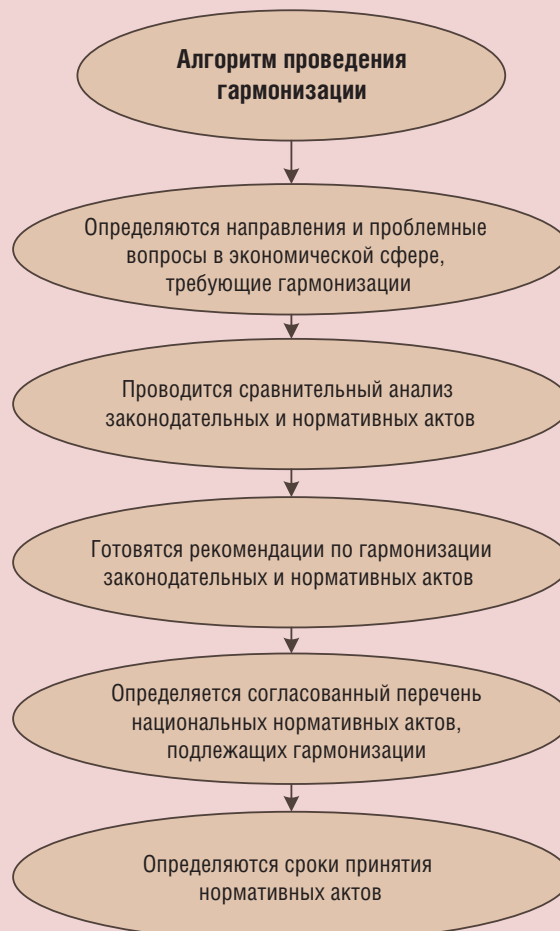 Алгоритм проведения
гармонизации
Определяются направления и проблемные
вопросы в экономической сфере,
требующие гармонизации
Проводится сравнительный анализ
законодательных и нормативных актов
Готовятся рекомендации по гармонизации
законодательных и нормативных актов
Определяется согласованный перечень
национальных нормативных актов,
подлежащих гармонизации
Определяются сроки принятия
нормативных актов